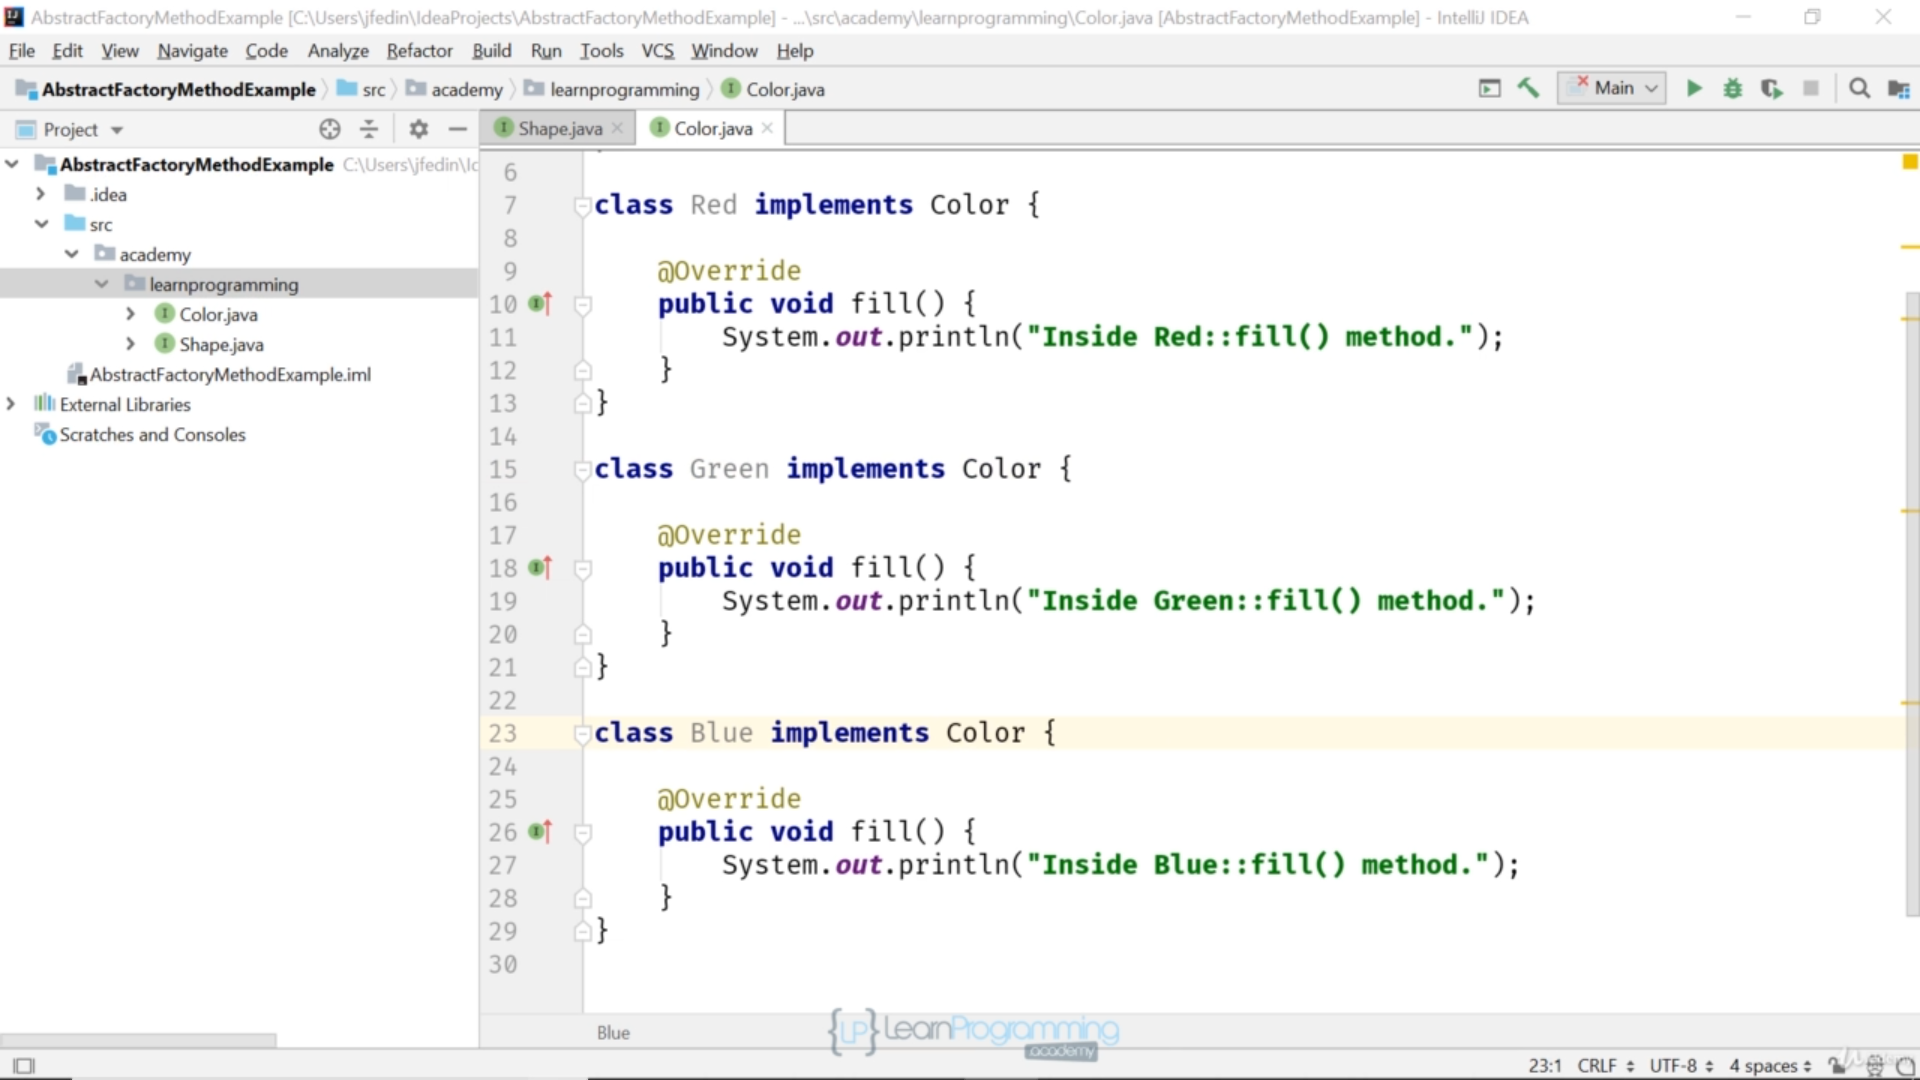 AbstractFactoryMethodExample [C:\Users\jfedin\IdeaProjects\AbstractFactoryMethodExample] - ...\src\academy\learnprogramming\Color.java [AbstractFactoryMethodExample] - IntelliJ IDEA
File Edit View Navigate Code Analyze Refactor Build Run Tools VCS Window Help
AbstractFactoryMethodExample src academy learnprogramming Color.java Main
Project Shape.java Color.java
AbstractFactoryMethodExample C:\Users\jfedin\Id
.idea
src
academy
learnprogramming
Color.java
Shape.java
AbstractFactoryMethodExample.iml
External Libraries
Scratches and Consoles
6
7 class Red implements Color {
8
9 @Override
10 public void fill() {
11 System.out.println("Inside Red::fill() method.");
12 }
13 }
14
15 class Green implements Color {
16
17 @Override
18 public void fill() {
19 System.out.println("Inside Green::fill() method.");
20 }
21 }
22
23 class Blue implements Color {
24
25 @Override
26 public void fill() {
27 System.out.println("Inside Blue::fill() method.");
28 }
29 }
30
Blue
{LP} LearnProgramming
academy
23:1 CRLF UTF-8 4 spaces